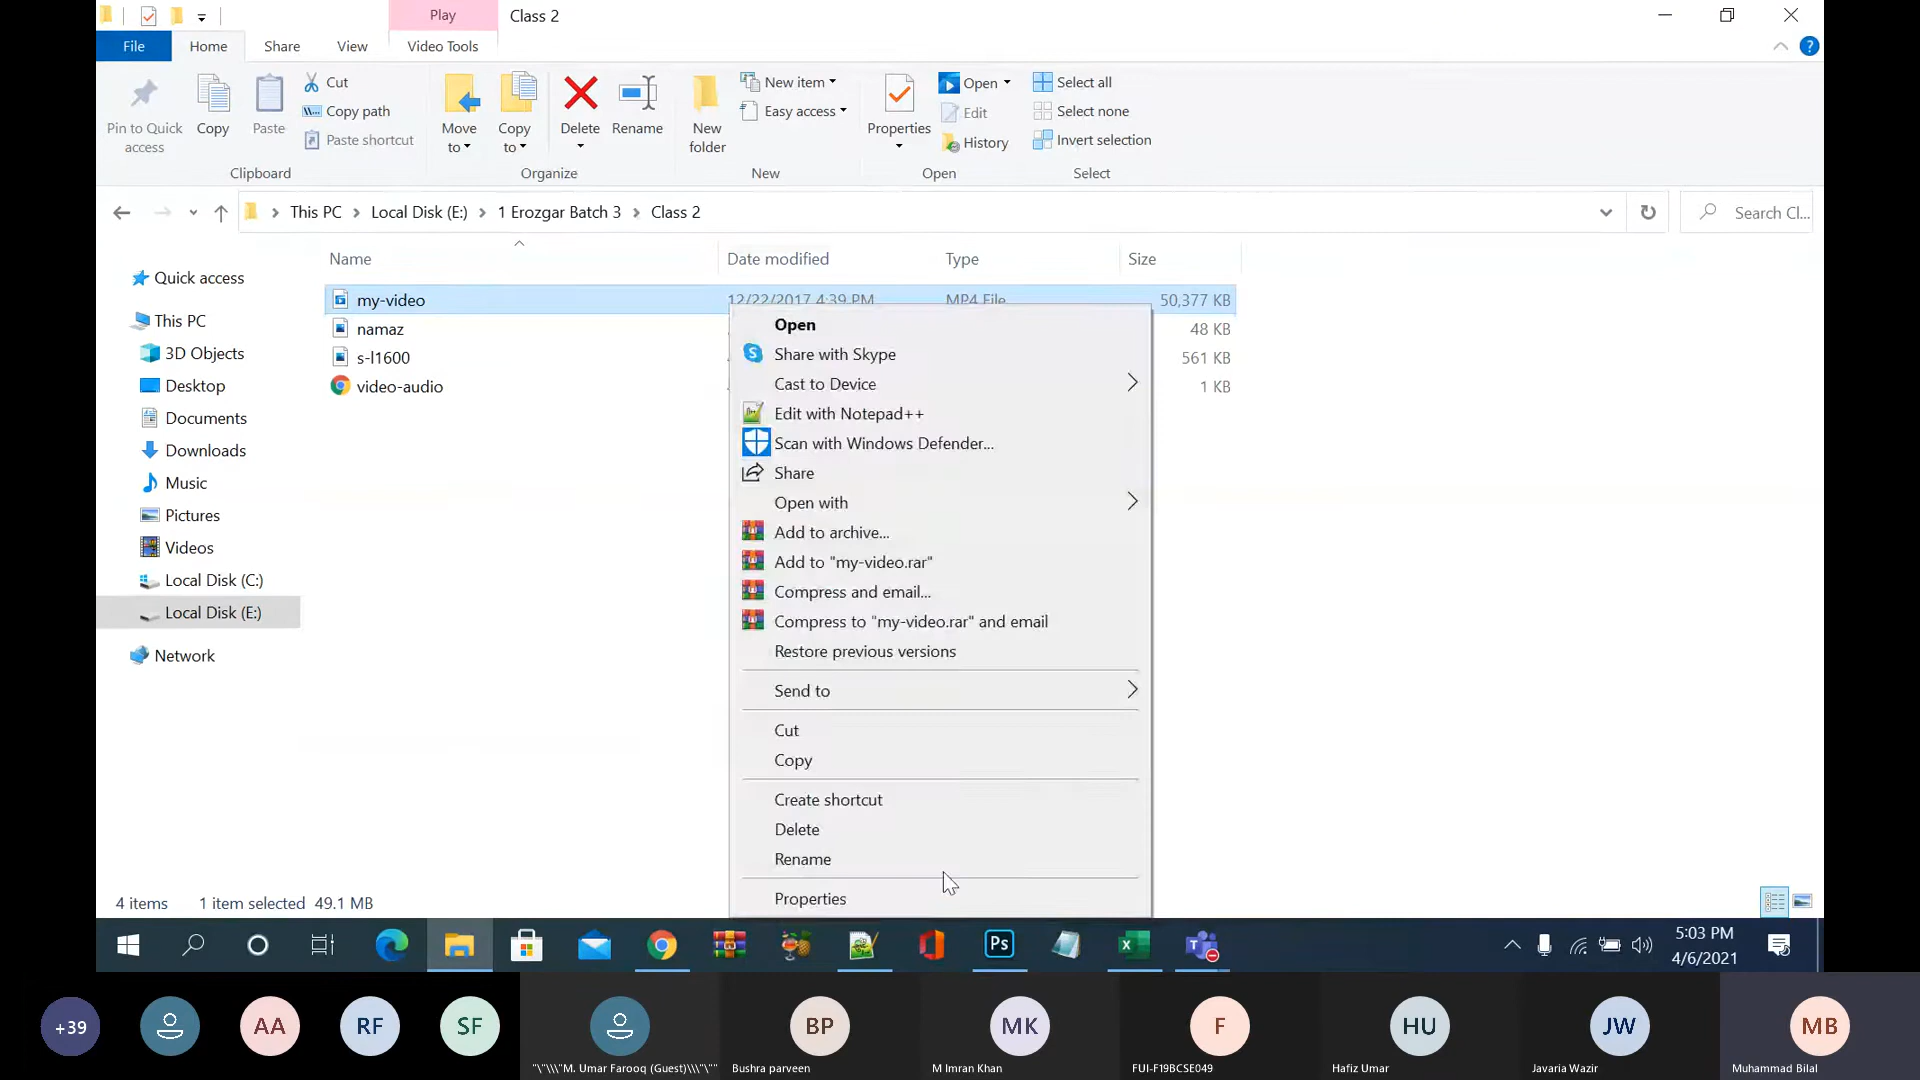 Play
Class 2
File
Home
Share
View
Video Tools
Pin to Quick access
Copy
Paste
Cut
Copy path
Paste shortcut
Clipboard
Move to
Copy to
Delete
Rename
Organize
New folder
New item
Easy access
New
Properties
Open
Edit
History
Open
Select all
Select none
Invert selection
Select
This PC
Local Disk (E:)
1 Erozgar Batch 3
Class 2
Search Cl...
Name
Date modified
Type
Size
my-video
12/22/2017 4:39 PM
MP4 File
50,377 KB
namaz
48 KB
s-l1600
561 KB
video-audio
1 KB
Quick access
This PC
3D Objects
Desktop
Documents
Downloads
Music
Pictures
Videos
Local Disk (C:)
Local Disk (E:)
Network
Open
Share with Skype
Cast to Device
Edit with Notepad++
Scan with Windows Defender...
Share
Open with
Add to archive...
Add to "my-video.rar"
Compress and email...
Compress to "my-video.rar" and email
Restore previous versions
Send to
Cut
Copy
Create shortcut
Delete
Rename
Properties
4 items
1 item selected 49.1 MB
Ps
5:03 PM
4/6/2021
+39
AA
RF
SF
BP
MK
F
HU
JW
MB
"\"\\\"M. Umar Farooq (Guest)\\\"\""
Bushra parveen
M Imran Khan
FUI-F19BCSE049
Hafiz Umar
Javaria Wazir
Muhammad Bilal